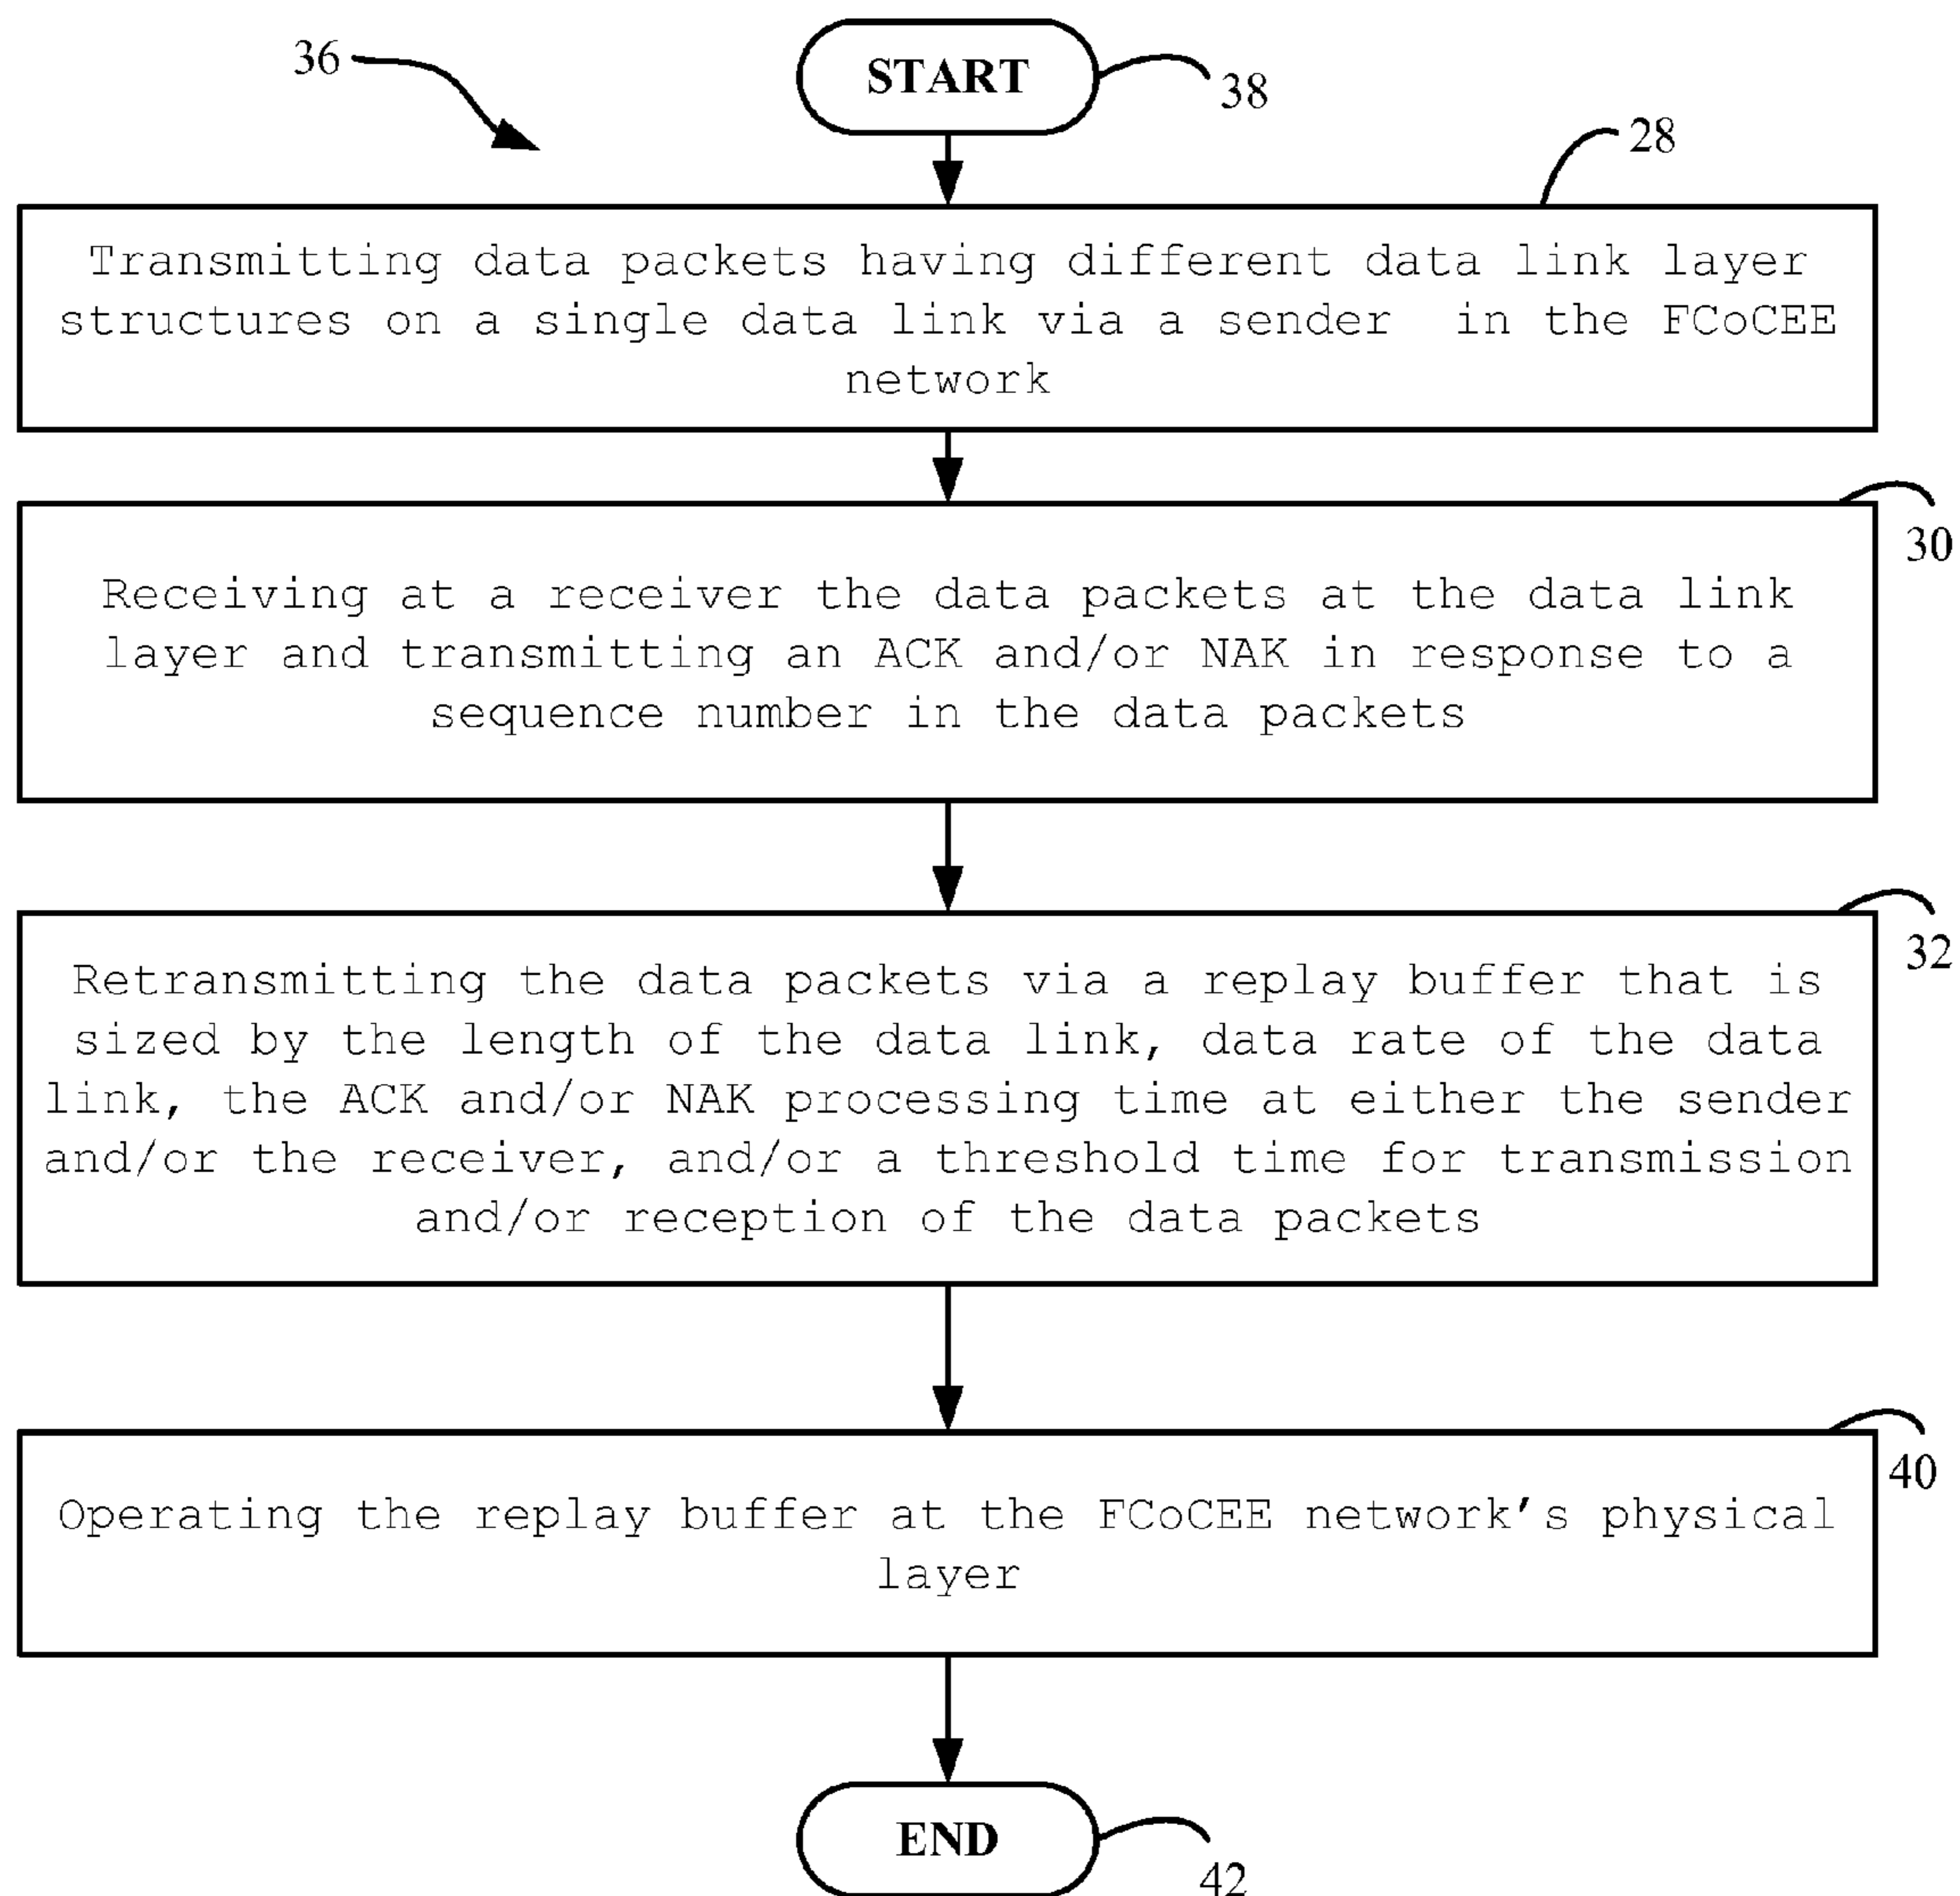 36
START
38
28
Transmitting data packets having different data link layer
structures on a single data link via a sender in the FCoCEE
network
30
Receiving at a receiver the data packets at the data link
layer and transmitting an ACK and/or NAK in response to a
sequence number in the data packets
32
Retransmitting the data packets via a replay buffer that is
sized by the length of the data link, data rate of the data
link, the ACK and/or NAK processing time at either the sender
and/or the receiver, and/or a threshold time for transmission
and/or reception of the data packets
40
Operating the replay buffer at the FCoCEE network’s physical
layer
END
42